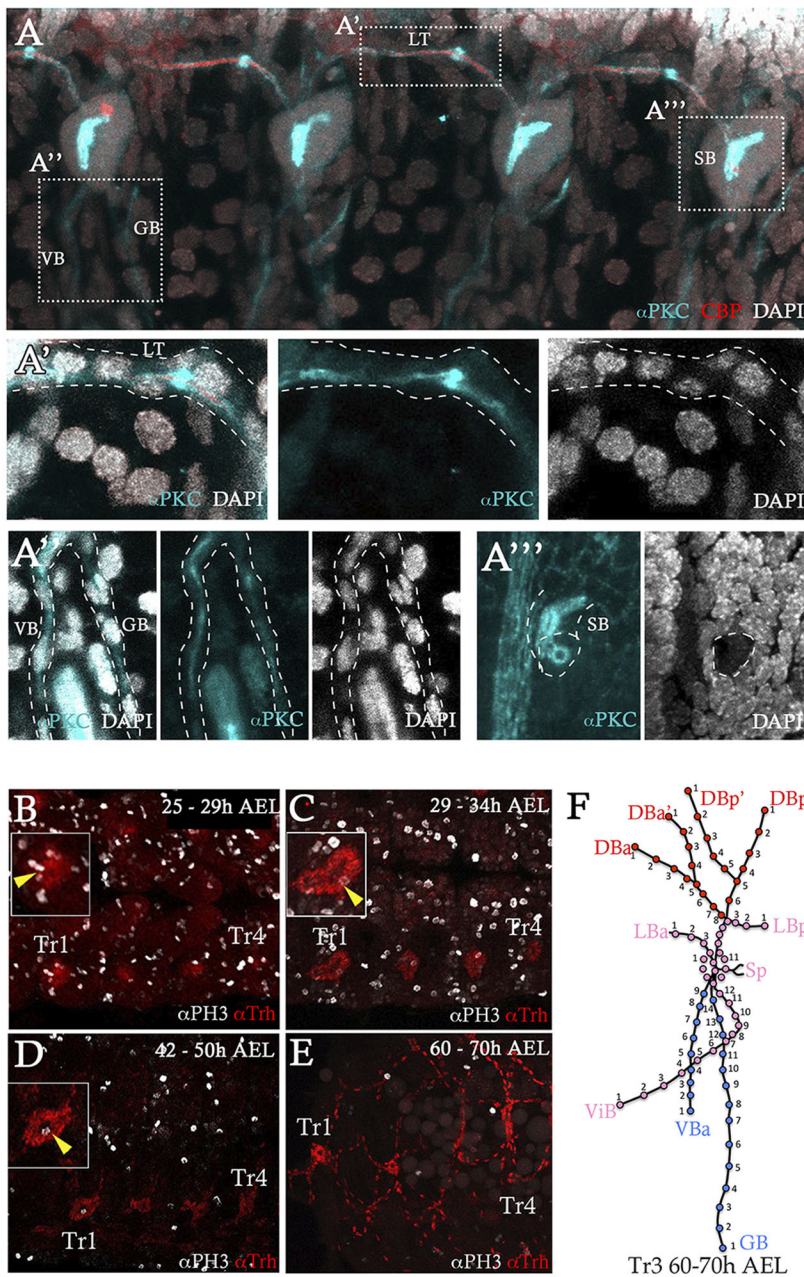 A
A'
LT
A'''
SB
A''
VB
GB
αPKC CBP DAPI
A'
LT
αPKC DAPI
αPKC
DAPI
A''
VB
GB
αPKC DAPI
αPKC
DAPI
A'''
SB
αPKC
DAPI
B
25 - 29h AEL
Tr1
Tr4
αPH3 αTrh
C
29 - 34h AEL
Tr1
Tr4
αPH3 αTrh
D
42 - 50h AEL
Tr1
Tr4
αPH3 αTrh
E
60 - 70h AEL
Tr1
Tr4
αPH3 αTrh
F
DBp'
DBp
DBa'
DBa
LBa
LBp
Sp
ViB
VBa
GB
Tr3 60-70h AEL